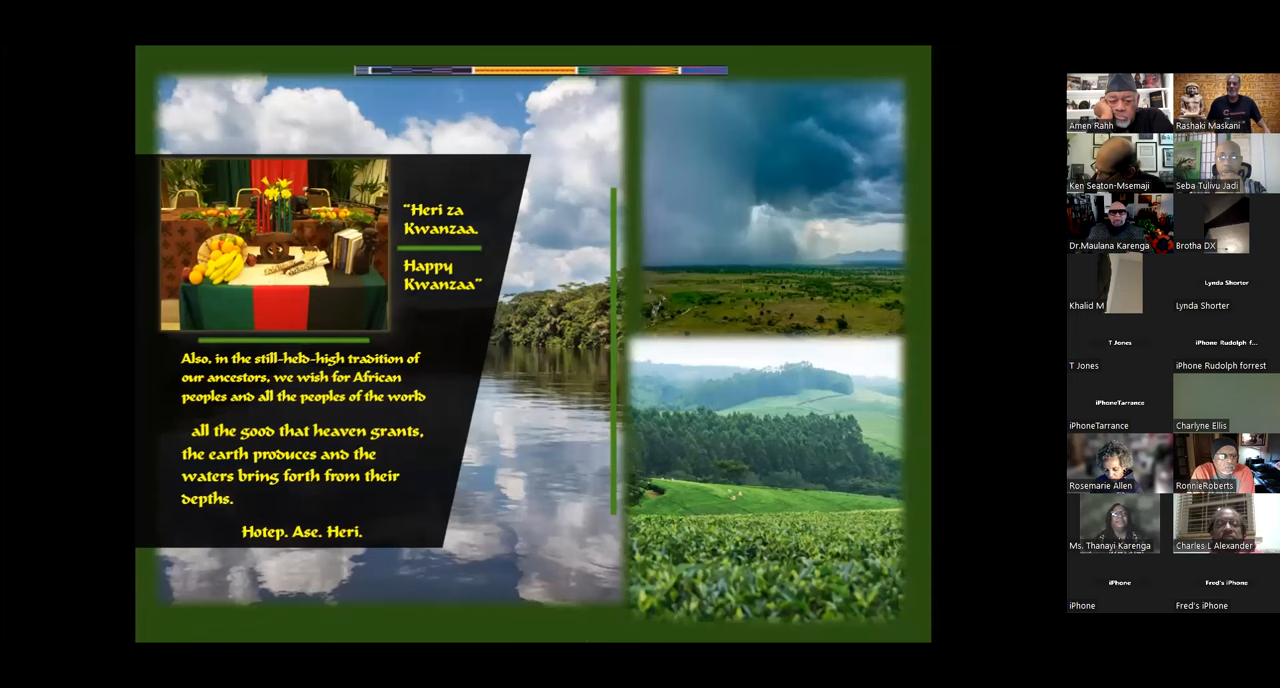 “Heri za
Kwanzaa.
Happy
Kwanzaa”
Also, in the still-held-high tradition of
our ancestors, we wish for African
peoples and all the peoples of the world
all the good that heaven grants,
the earth produces and the
waters bring forth from their
depths.
Hotep. Ase. Heri.
Amen Rahh
Rashaki Maskani
Ken Seaton-Msemaji
Seba Tulivu Jadi
Dr.Maulana Karenga
Brotha DX
Khalid M
Lynda Shorter
Lynda Shorter
T Jones
T Jones
iPhone Rudolph f...
iPhone Rudolph forrest
iPhoneTarrance
iPhoneTarrance
Charlyne Ellis
Rosemarie Allen
RonnieRoberts
Ms. Thanayi Karenga
Charles L Alexander
iPhone
iPhone
Fred's iPhone
Fred's iPhone